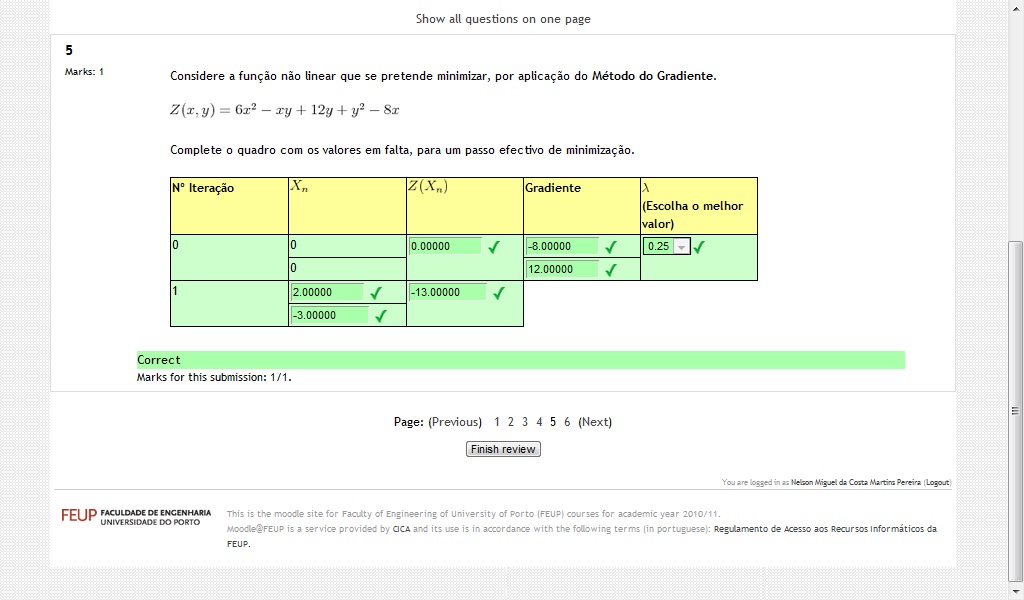 Show all questions on one page
5
Marks: 1
Considere a função não linear que se pretende minimizar, por aplicação do Método do Gradiente.
Z(x, y) = 6x² − xy + 12y + y² − 8x
Complete o quadro com os valores em falta, para um passo efectivo de minimização.
Nº Iteração Xₙ Z(Xₙ) Gradiente λ
(Escolha o melhor
valor)
0 0 0.00000 -8.00000 0.25
0 12.00000
1 2.00000 -13.00000
-3.00000
Correct
Marks for this submission: 1/1.
Page: (Previous) 1 2 3 4 5 6 (Next)
Finish review
You are logged in as Nelson Miguel da Costa Martins Pereira (Logout)
FEUP FACULDADE DE ENGENHARIA
UNIVERSIDADE DO PORTO
This is the moodle site for Faculty of Engineering of University of Porto (FEUP) courses for academic year 2010/11.
Moodle@FEUP is a service provided by CICA and its use is in accordance with the following terms (in portuguese): Regulamento de Acesso aos Recursos Informáticos da
FEUP.